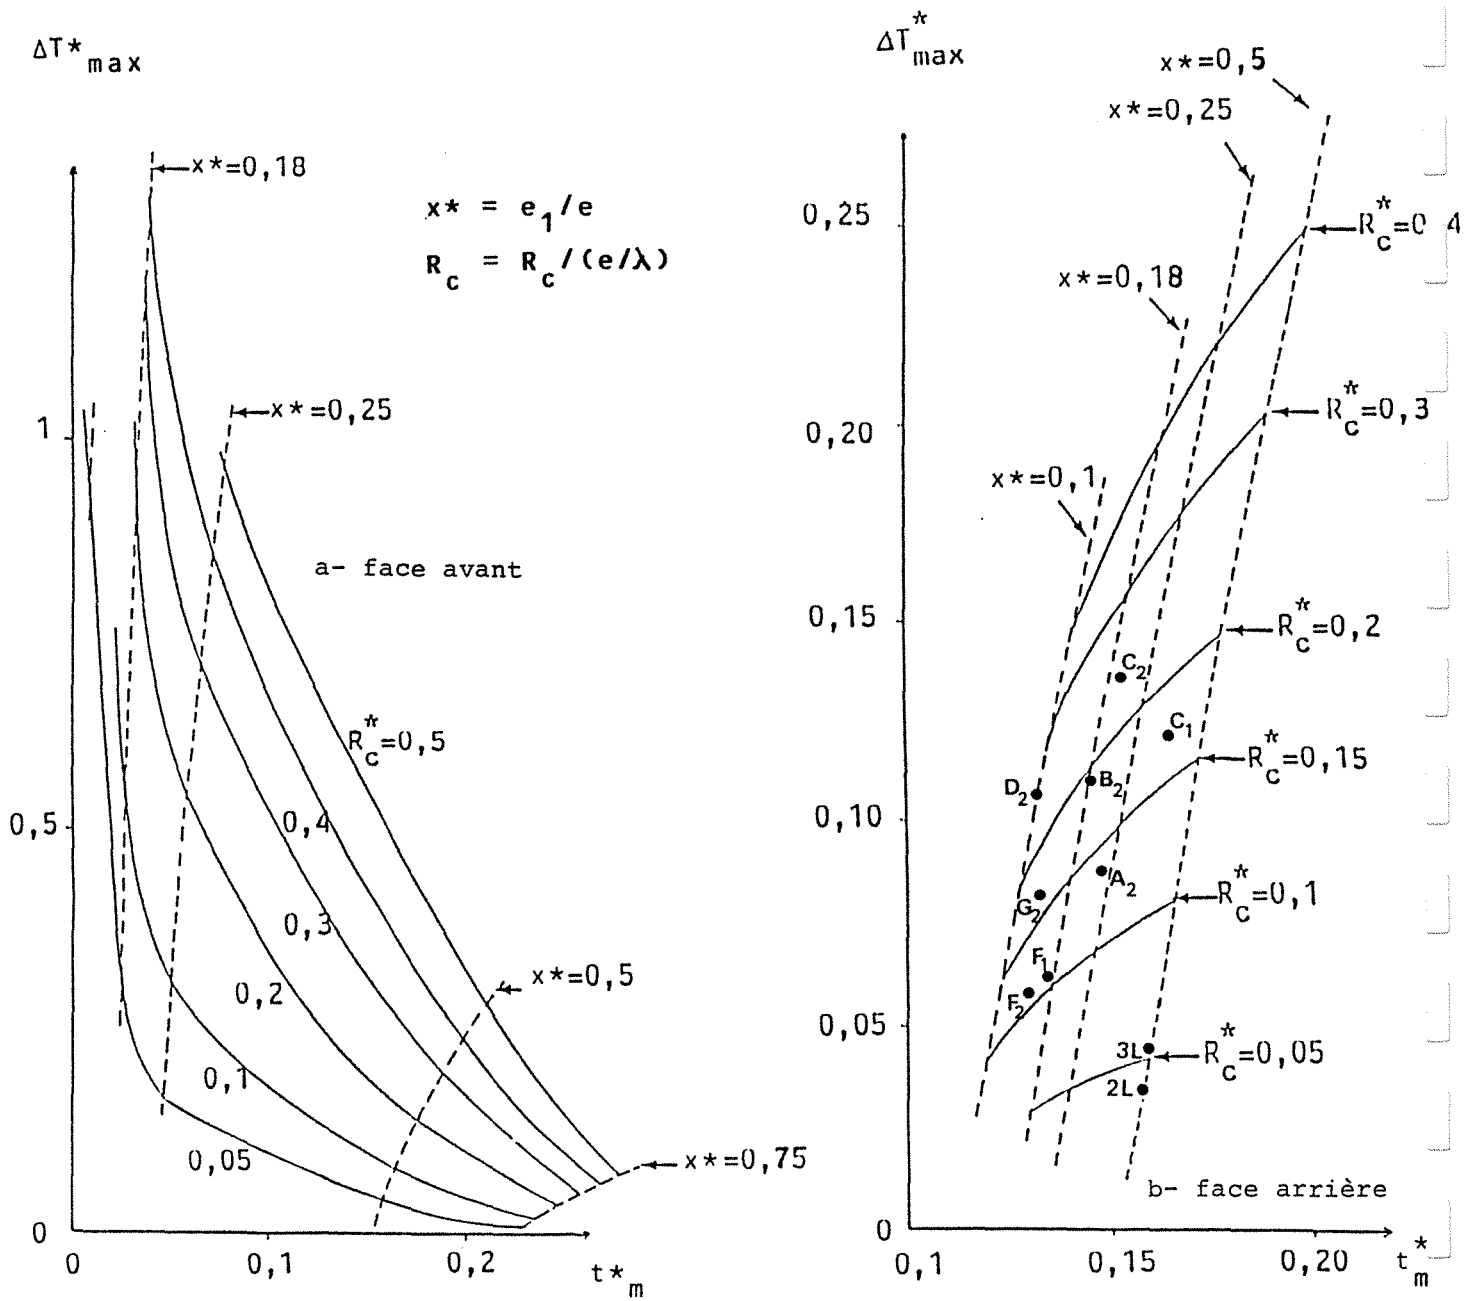 ΔT*max
x*=0,18
x* = e1/e
Rc = Rc/(e/λ)
x*=0,25
1
a- face avant
R*c=0,5
0,5
0,4
0,3
0,2
0,1
0,05
x*=0,5
x*=0,75
0
0
0,1
0,2
t*m
ΔT*max
x*=0,5
x*=0,25
x*=0,18
x*=0,1
0,25
R*c=0 4
0,20
R*c=0,3
0,15
R*c=0,2
C2
C1
R*c=0,15
D2
B2
0,10
A2
G2
R*c=0,1
F1
F2
0,05
3L
R*c=0,05
2L
b- face arrière
0
0,1
0,15
0,20
t*m